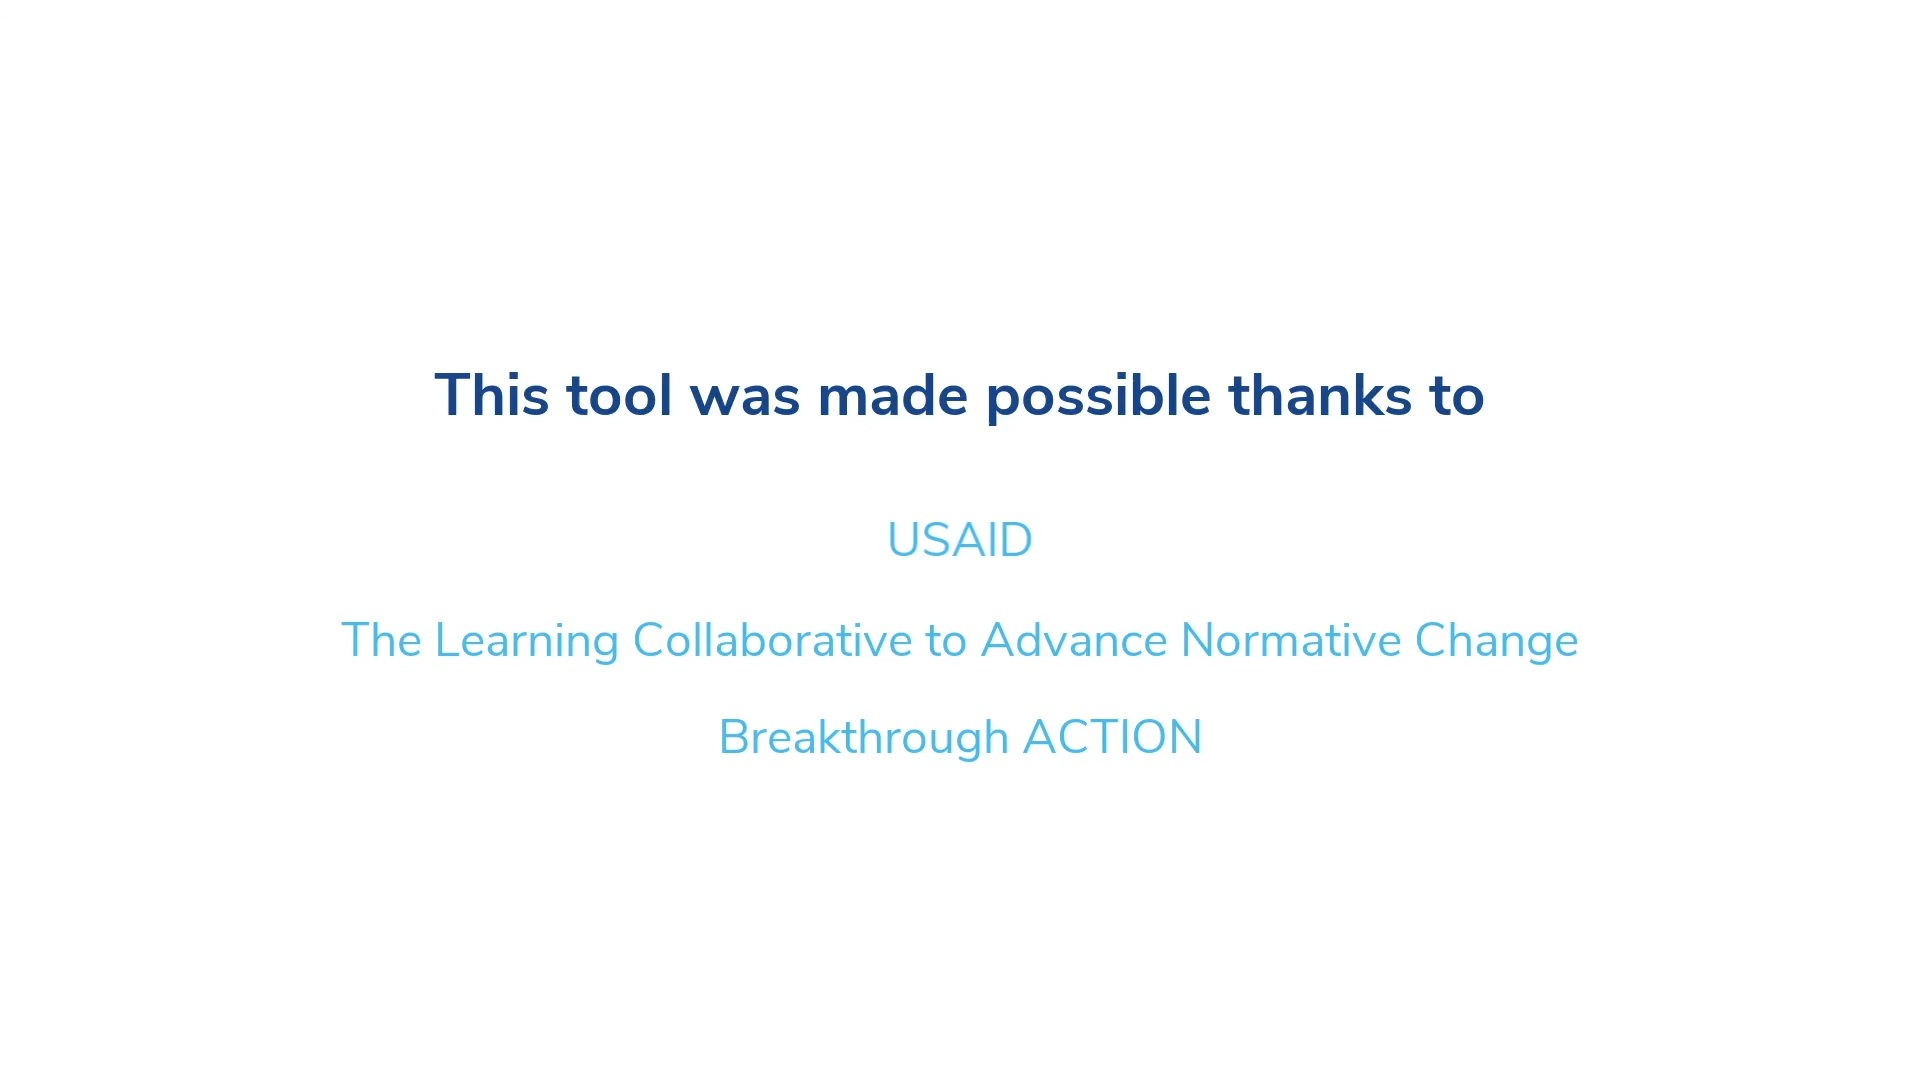 This tool was made possible thanks to
USAID
The Learning Collaborative to Advance Normative Change
Breakthrough ACTION